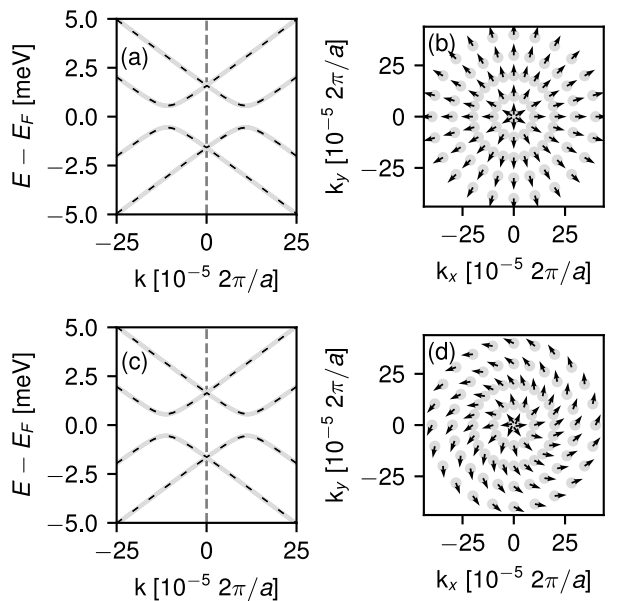 (a)
E − E_F [meV]
5.0
2.5
0.0
−2.5
−5.0
−25 0 25
k [10⁻⁵ 2π/a]
(b)
k_y [10⁻⁵ 2π/a]
25
0
−25
−25 0 25
k_x [10⁻⁵ 2π/a]
(c)
E − E_F [meV]
5.0
2.5
0.0
−2.5
−5.0
−25 0 25
k [10⁻⁵ 2π/a]
(d)
k_y [10⁻⁵ 2π/a]
25
0
−25
−25 0 25
k_x [10⁻⁵ 2π/a]